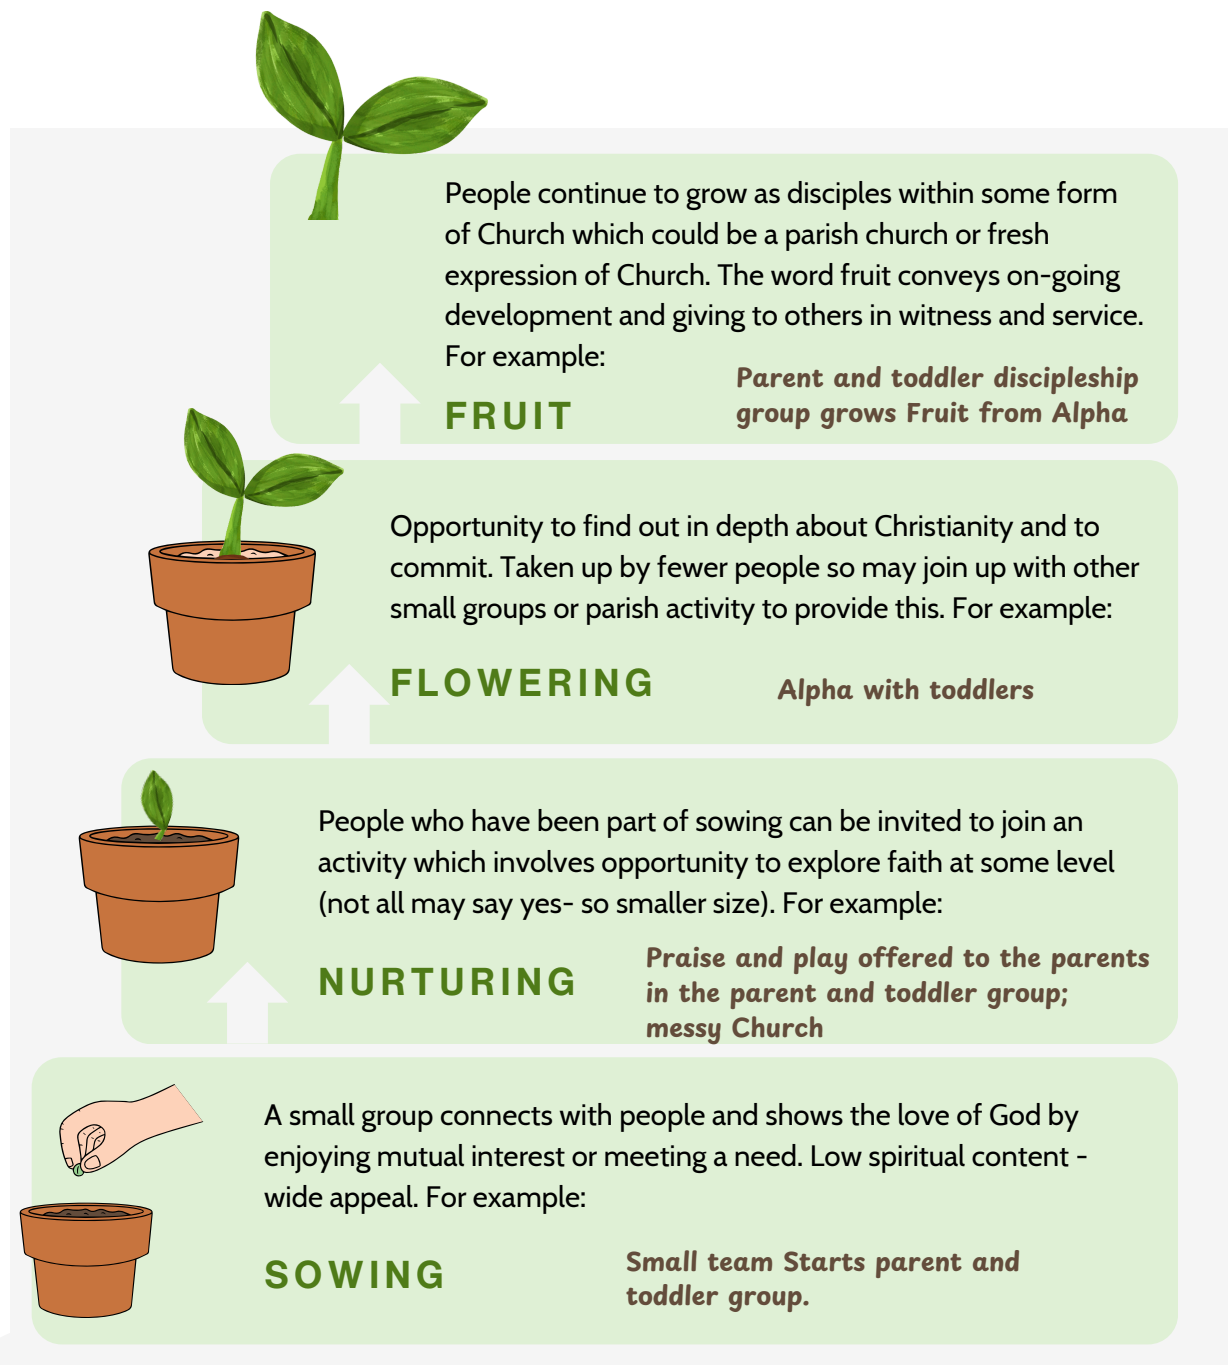 People continue to grow as disciples within some form
of Church which could be a parish church or fresh
expression of Church. The word fruit conveys on-going
development and giving to others in witness and service.
For example:
FRUIT
Parent and toddler discipleship
group grows Fruit from Alpha
Opportunity to find out in depth about Christianity and to
commit. Taken up by fewer people so may join up with other
small groups or parish activity to provide this. For example:
FLOWERING
Alpha with toddlers
People who have been part of sowing can be invited to join an
activity which involves opportunity to explore faith at some level
(not all may say yes- so smaller size). For example:
NURTURING
Praise and play offered to the parents
in the parent and toddler group;
messy Church
A small group connects with people and shows the love of God by
enjoying mutual interest or meeting a need. Low spiritual content -
wide appeal. For example:
SOWING
Small team Starts parent and
toddler group.